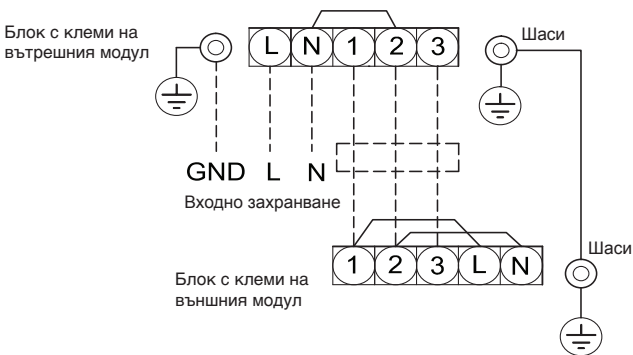 Блок с клеми на
вътрешния модул
L N 1 2 3
Шаси
GND L N
Входно захранване
1 2 3 L N
Шаси
Блок с клеми на
външния модул